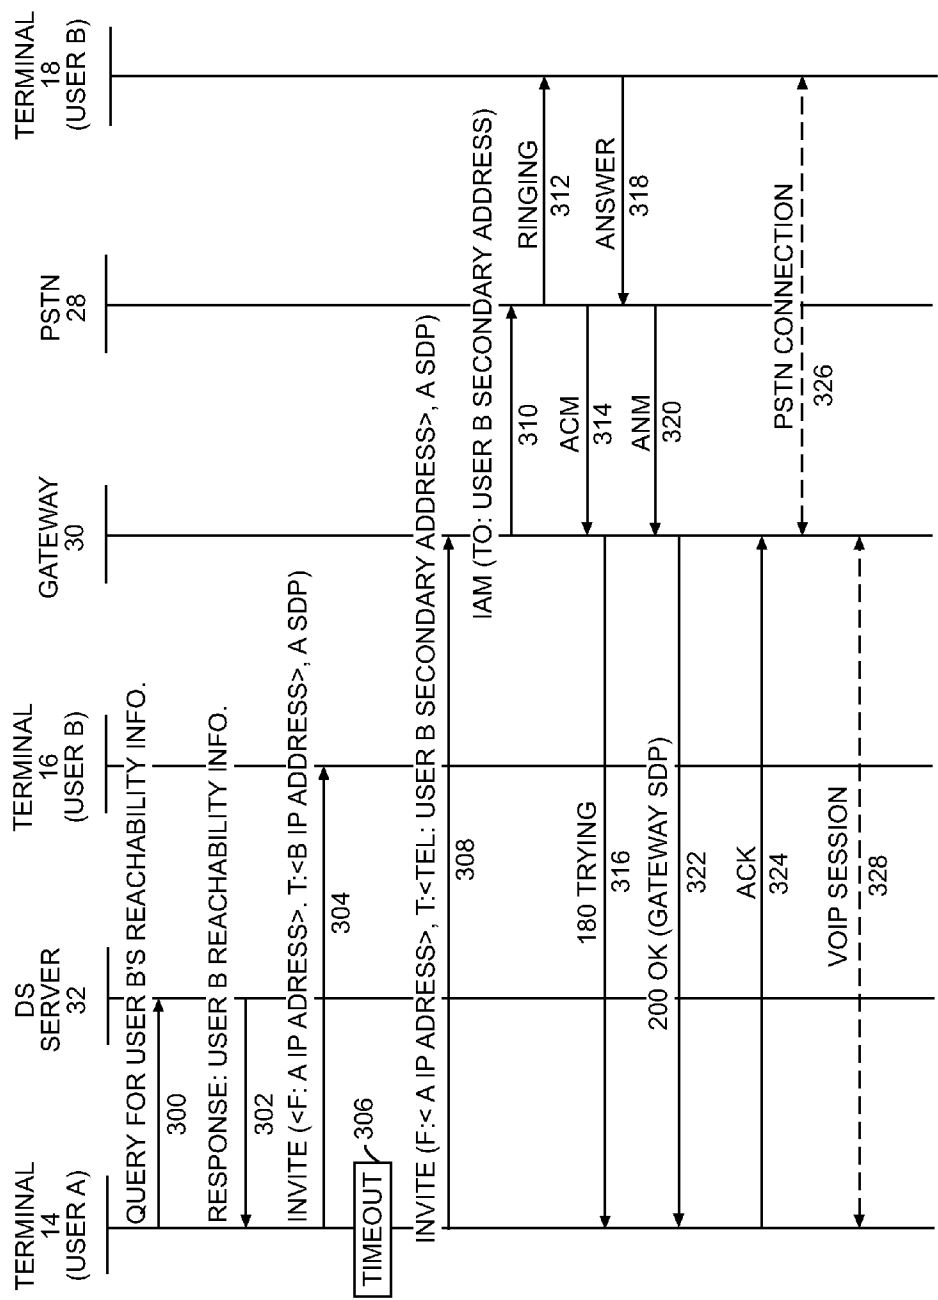 TERMINAL
14
(USER A)
DS
SERVER
32
TERMINAL
16
(USER B)
GATEWAY
30
PSTN
28
TERMINAL
18
(USER B)
QUERY FOR USER B'S REACHABILITY INFO.
300
RESPONSE: USER B REACHABILITY INFO.
302
INVITE (<F: A IP ADRESS>. T:<B IP ADDRESS>, A SDP)
304
TIMEOUT
306
INVITE (F:< A IP ADRESS>, T:<TEL: USER B SECONDARY ADDRESS>, A SDP)
308
IAM (TO: USER B SECONDARY ADDRESS)
310
RINGING
312
ACM
314
180 TRYING
316
ANSWER
318
ANM
320
200 OK (GATEWAY SDP)
322
ACK
324
PSTN CONNECTION
326
VOIP SESSION
328